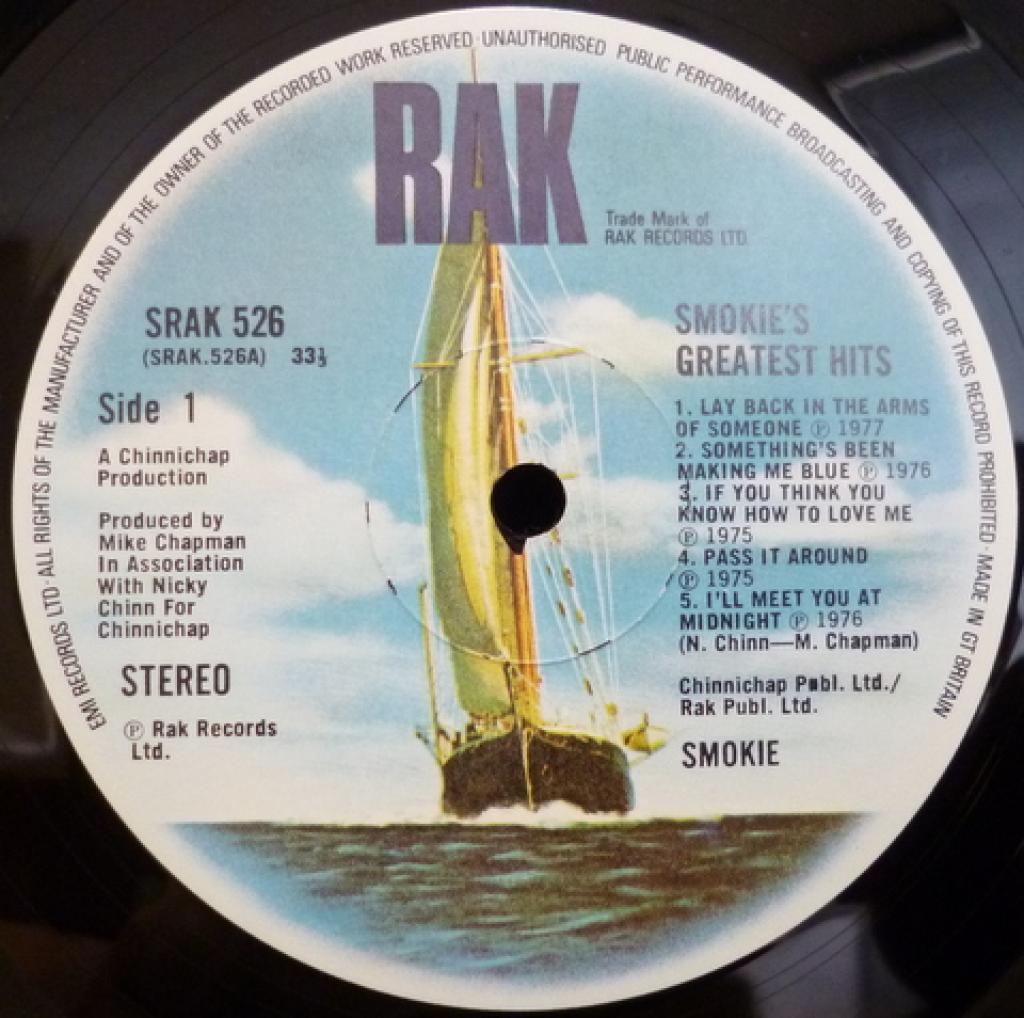 EMI RECORDS LTD · ALL RIGHTS OF THE MANUFACTURER AND OF THE OWNER OF THE RECORDED WORK RESERVED · UNAUTHORISED PUBLIC PERFORMANCE BROADCASTING AND COPYING OF THIS RECORD PROHIBITED · MADE IN GT BRITAIN
RAK
Trade Mark of
RAK RECORDS LTD
SRAK 526
(SRAK.526A) 33⅓
Side 1
A Chinnichap
Production
Produced by
Mike Chapman
In Association
With Nicky
Chinn For
Chinnichap
STEREO
℗ Rak Records
Ltd.
SMOKIE'S
GREATEST HITS
1. LAY BACK IN THE ARMS
OF SOMEONE ℗ 1977
2. SOMETHING'S BEEN
MAKING ME BLUE ℗ 1976
3. IF YOU THINK YOU
KNOW HOW TO LOVE ME
℗ 1975
4. PASS IT AROUND
℗ 1975
5. I'LL MEET YOU AT
MIDNIGHT ℗ 1976
(N. Chinn—M. Chapman)
Chinnichap Publ. Ltd./
Rak Publ. Ltd.
SMOKIE